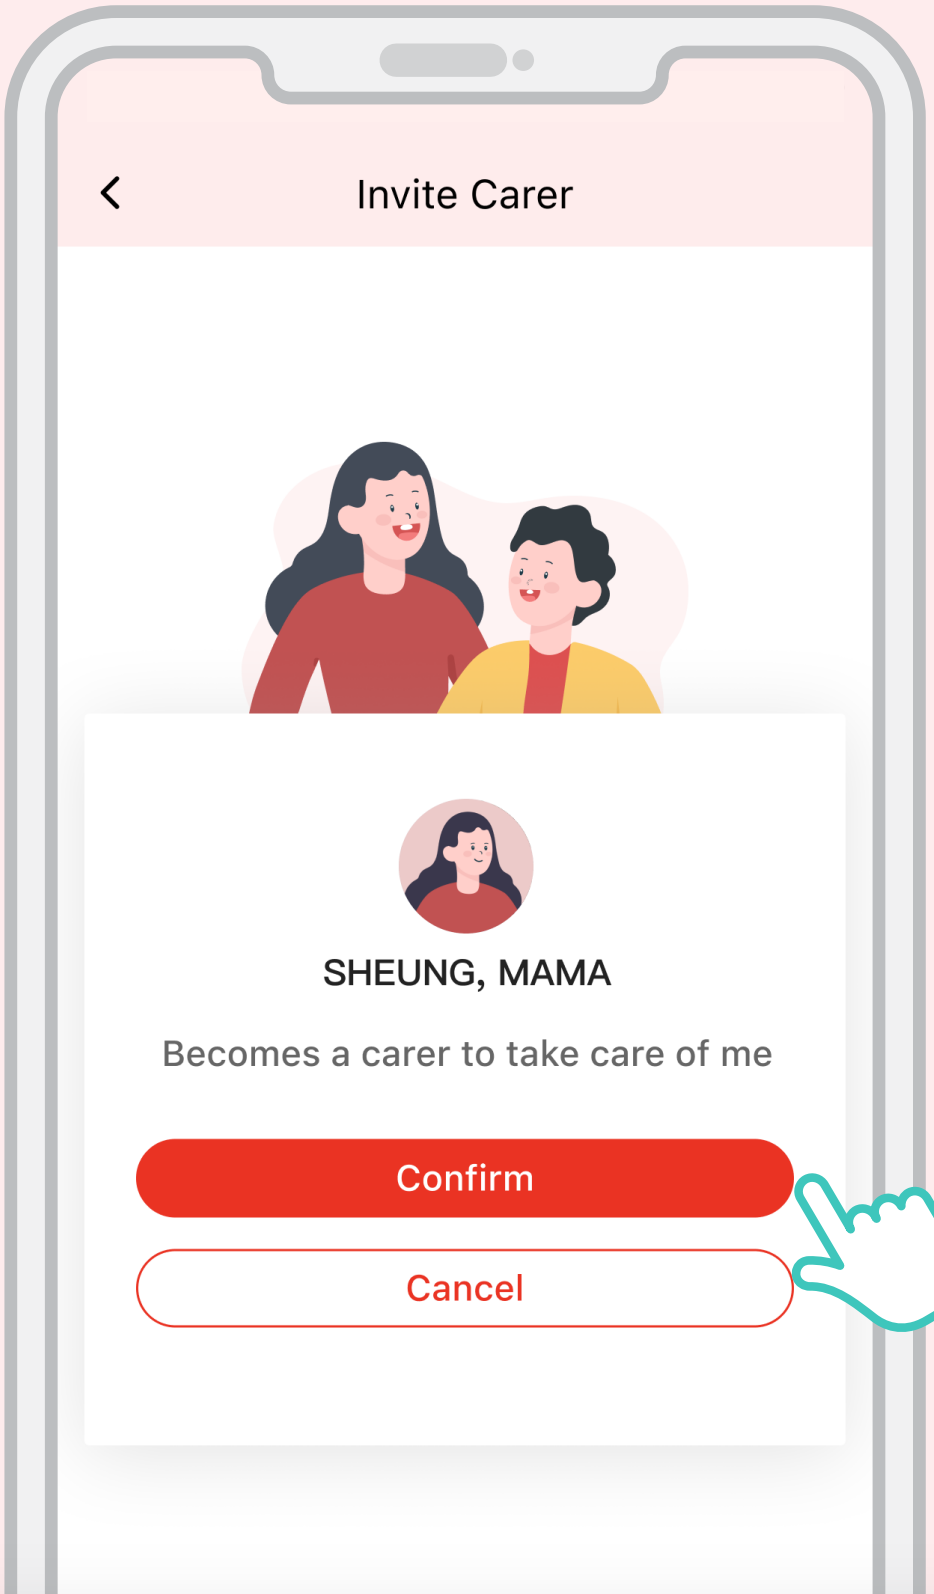 Invite Carer
SHEUNG, MAMA
Becomes a carer to take care of me
Confirm
Cancel